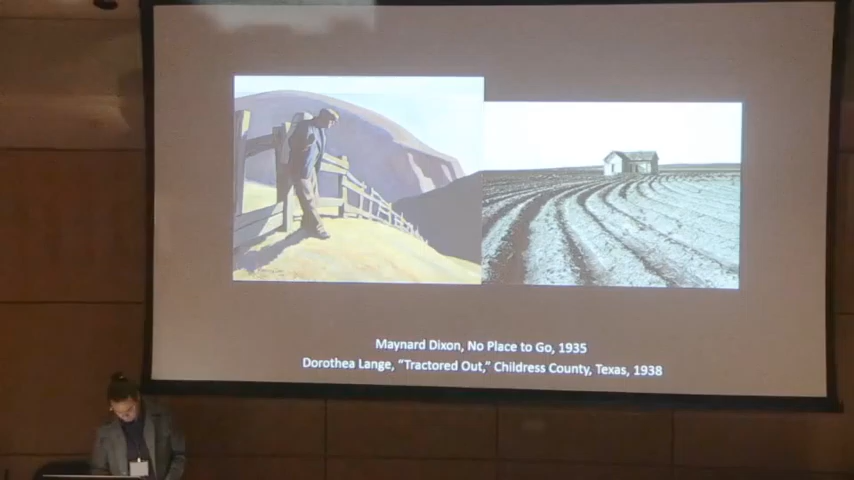 Maynard Dixon, No Place to Go, 1935
Dorothea Lange, “Tractored Out,” Childress County, Texas, 1938